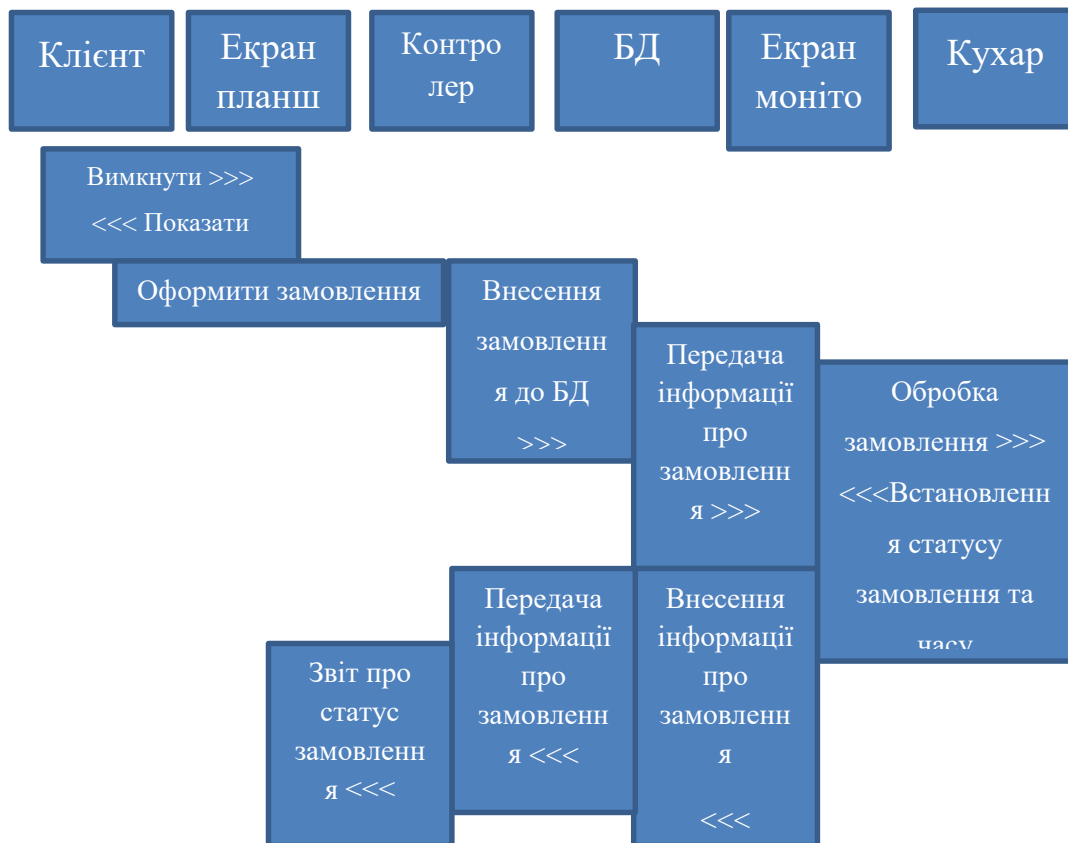 Клієнт
Екран
планш
Контро
лер
БД
Екран
моніто
Кухар
Вимкнути >>>
<<< Показати
Оформити замовлення
Внесення
замовленн
я до БД
>>>
Передача
інформації
про
замовленн
я >>>
Обробка
замовлення >>>
<<<Встановленн
я статусу
замовлення та
часу
Звіт про
статус
замовленн
я <<<
Передача
інформації
про
замовленн
я <<<
Внесення
інформації
про
замовленн
я
<<<